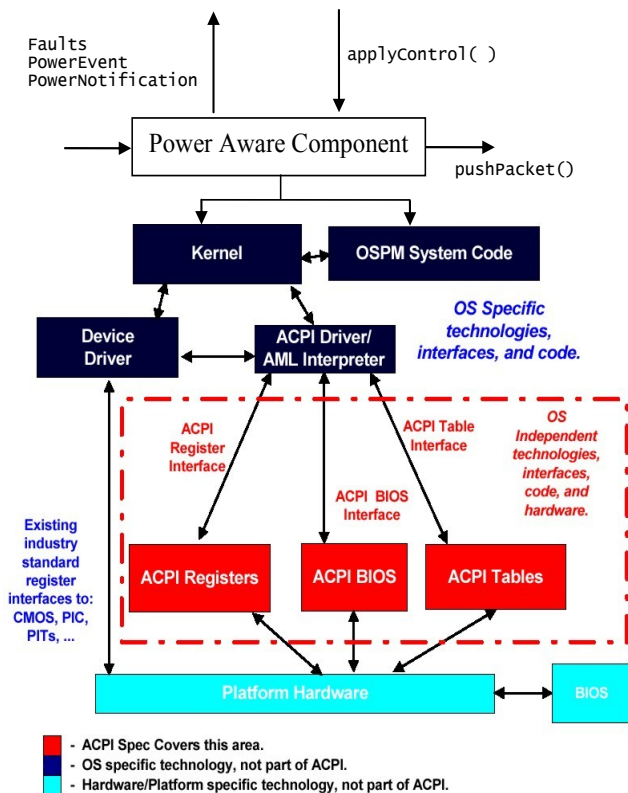 Faults
PowerEvent
PowerNotification
applyControl( )
Power Aware Component
pushPacket()
Kernel
OSPM System Code
Device
Driver
ACPI Driver/
AML Interpreter
OS Specific
technologies,
interfaces, and code.
ACPI
Register
Interface
ACPI Table
Interface
OS
Independent
technologies,
interfaces,
code, and
hardware.
ACPI BIOS
Interface
Existing
industry
standard
register
interfaces to:
CMOS, PIC,
PITs, ...
ACPI Registers
ACPI BIOS
ACPI Tables
Platform Hardware
BIOS
- ACPI Spec Covers this area.
- OS specific technology, not part of ACPI.
- Hardware/Platform specific technology, not part of ACPI.